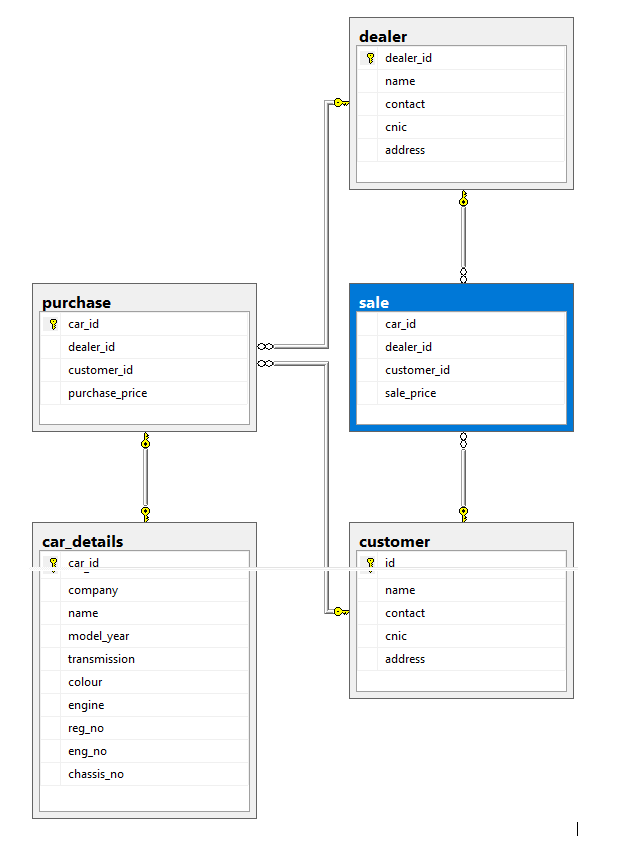 dealer
dealer_id
name
contact
cnic
address
purchase
car_id
dealer_id
customer_id
purchase_price
sale
car_id
dealer_id
customer_id
sale_price
car_details
car_id
company
name
model_year
transmission
colour
engine
reg_no
eng_no
chassis_no
customer
id
name
contact
cnic
address